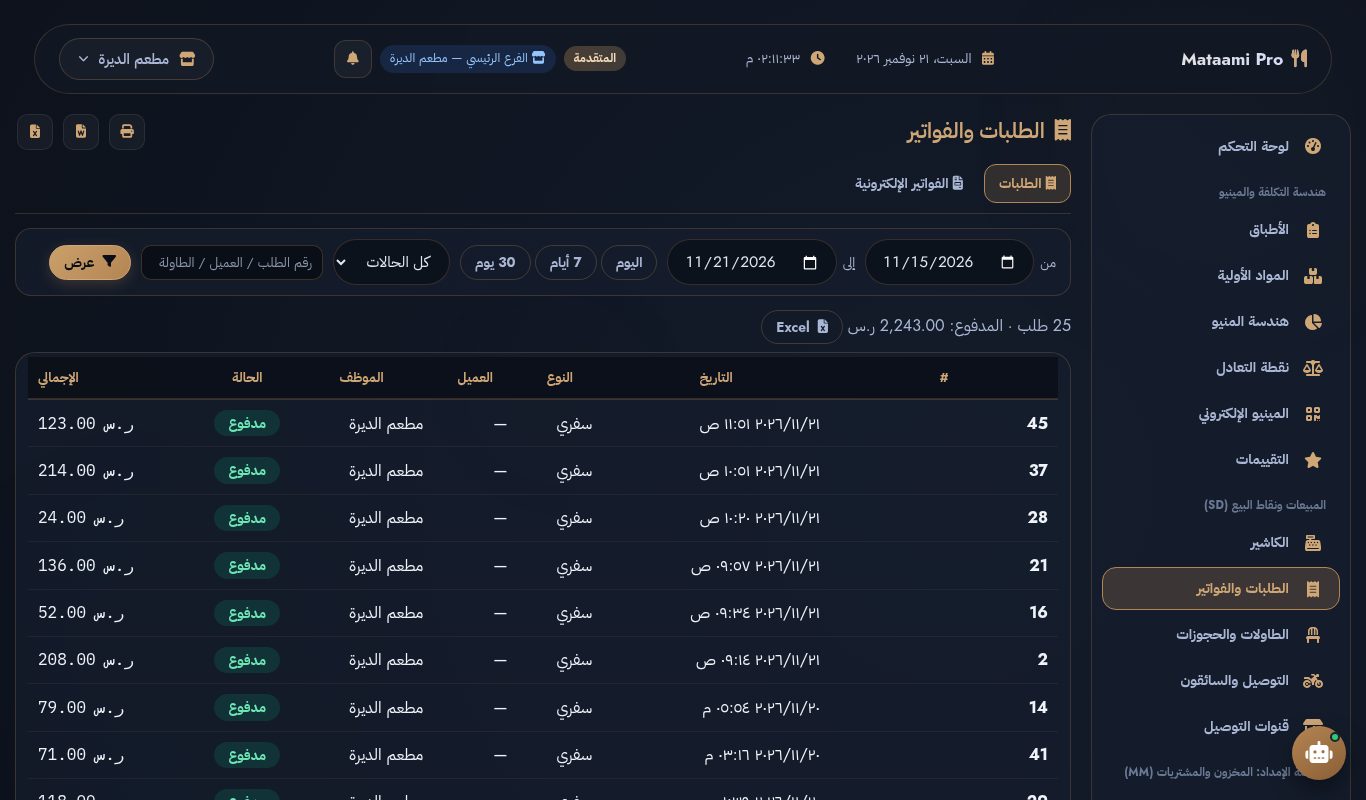 Mataami Pro
السبت، ٢١ نوفمبر ٢٠٢٦
٠٢:١١:٣٣ م
المتقدمة
الفرع الرئيسي — مطعم الديرة
مطعم الديرة
لوحة التحكم
هندسة التكلفة والمينيو
الأطباق
المواد الأولية
هندسة المنيو
نقطة التعادل
المينيو الإلكتروني
التقييمات
المبيعات ونقاط البيع (SD)
الكاشير
الطلبات والفواتير
الطاولات والحجوزات
التوصيل والسائقون
قنوات التوصيل
الإمداد: المخزون والمشتريات (MM)
الطلبات والفواتير
الطلبات
الفواتير الإلكترونية
من 11/15/2026 إلى 11/21/2026 اليوم 7 أيام 30 يوم كل الحالات رقم الطلب / العميل / الطاولة عرض
25 طلب · المدفوع: 2,243.00 ر.س Excel
# التاريخ النوع العميل الموظف الحالة الإجمالي
45 ٢٠٢٦/١١/٢١ ١١:٥١ ص سفري — مطعم الديرة مدفوع 123.00 ر.س
37 ٢٠٢٦/١١/٢١ ١٠:٥١ ص سفري — مطعم الديرة مدفوع 214.00 ر.س
28 ٢٠٢٦/١١/٢١ ١٠:٢٠ ص سفري — مطعم الديرة مدفوع 24.00 ر.س
21 ٢٠٢٦/١١/٢١ ٠٩:٥٧ ص سفري — مطعم الديرة مدفوع 136.00 ر.س
16 ٢٠٢٦/١١/٢١ ٠٩:٣٤ ص سفري — مطعم الديرة مدفوع 52.00 ر.س
2 ٢٠٢٦/١١/٢١ ٠٩:١٤ ص سفري — مطعم الديرة مدفوع 208.00 ر.س
14 ٢٠٢٦/١١/٢٠ ٠٥:٥٤ م سفري — مطعم الديرة مدفوع 79.00 ر.س
41 ٢٠٢٦/١١/٢٠ ٠٣:١٦ م سفري — مطعم الديرة مدفوع 71.00 ر.س